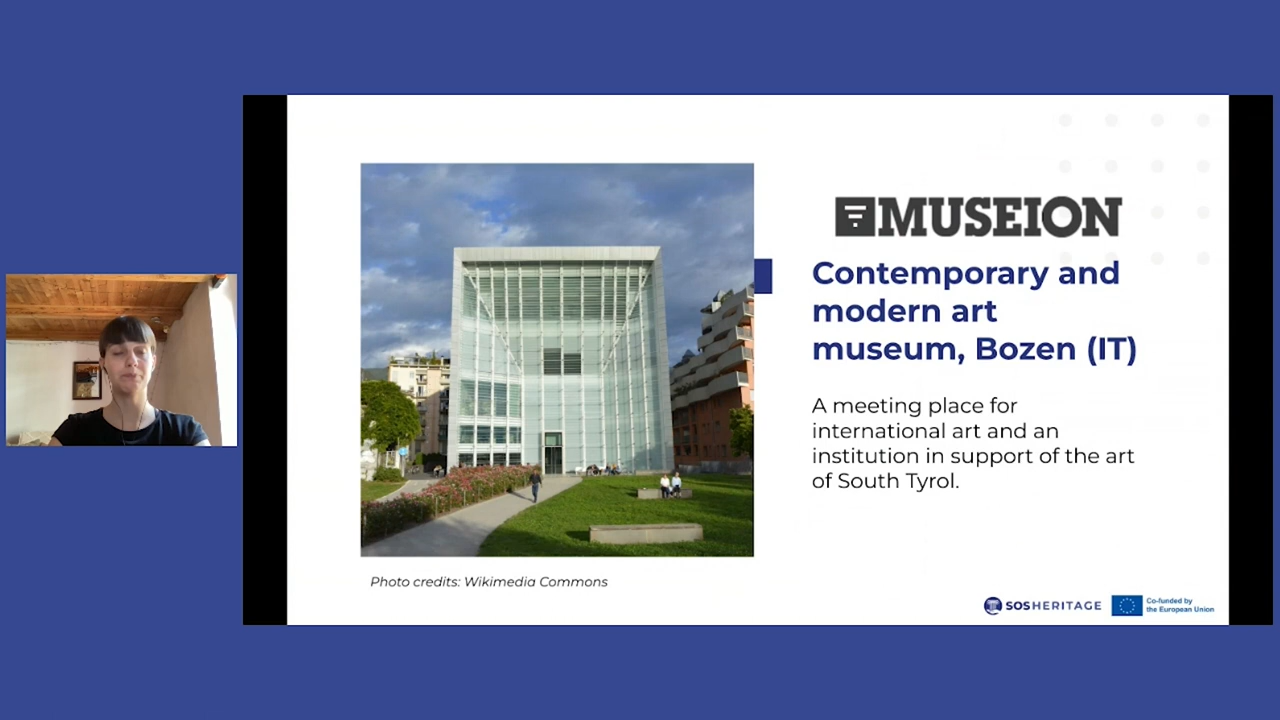 MUSEION
Contemporary and
modern art
museum, Bozen (IT)
A meeting place for
international art and an
institution in support of the art
of South Tyrol.
Photo credits: Wikimedia Commons
SOSHERITAGE
Co-funded by
the European Union